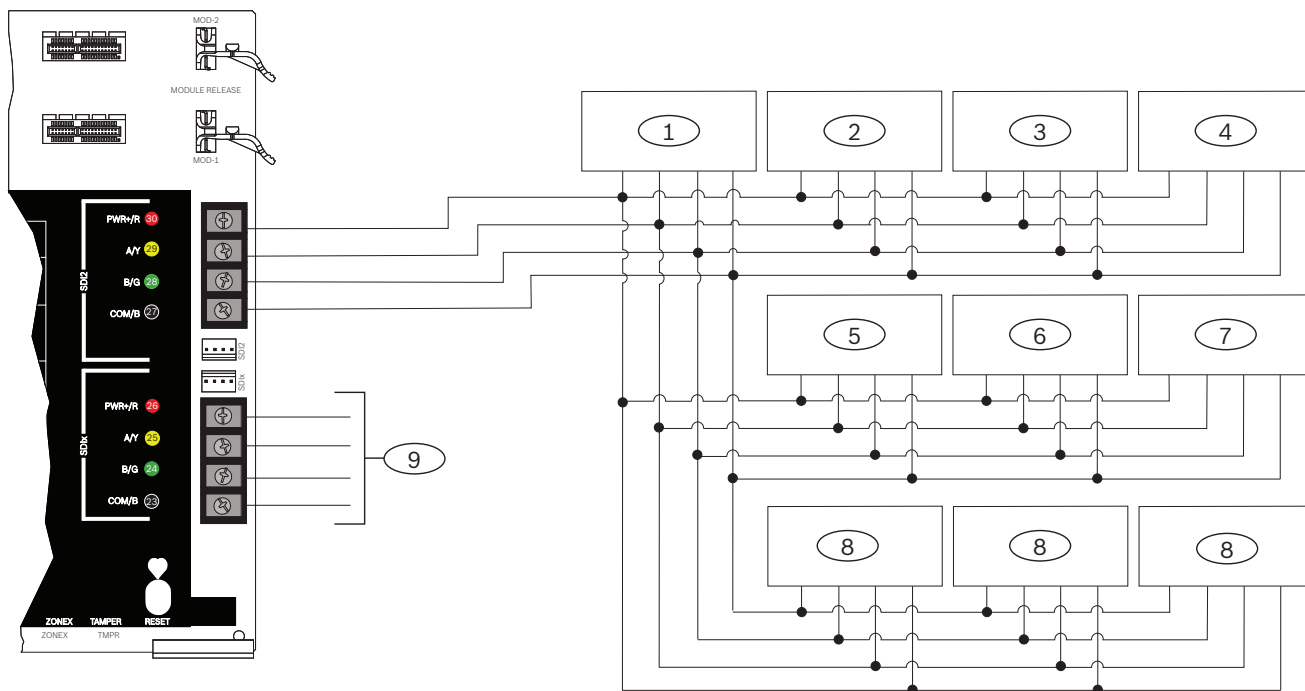 MOD-2
MODULE RELEASE
MOD-1
SDI2
PWR+/R 30
A/Y 29
B/G 28
COM/B 27
SDI2
SDIx
SDIx
PWR+/R 26
A/Y 25
B/G 24
COM/B 23
ZONEX TAMPER RESET
ZONEX TMPR
1 2 3 4
5 6 7
9
8 8 8